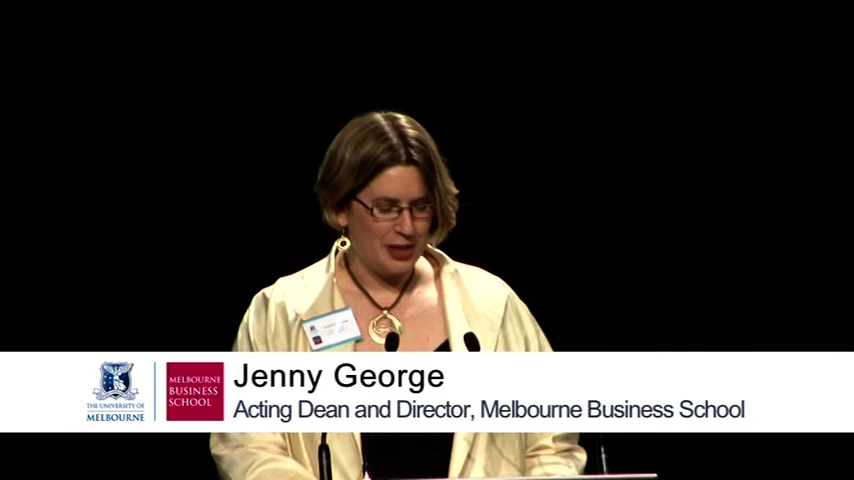 Jenny George
Acting Dean and Director, Melbourne Business School
THE UNIVERSITY OF
MELBOURNE
MELBOURNE
BUSINESS
SCHOOL